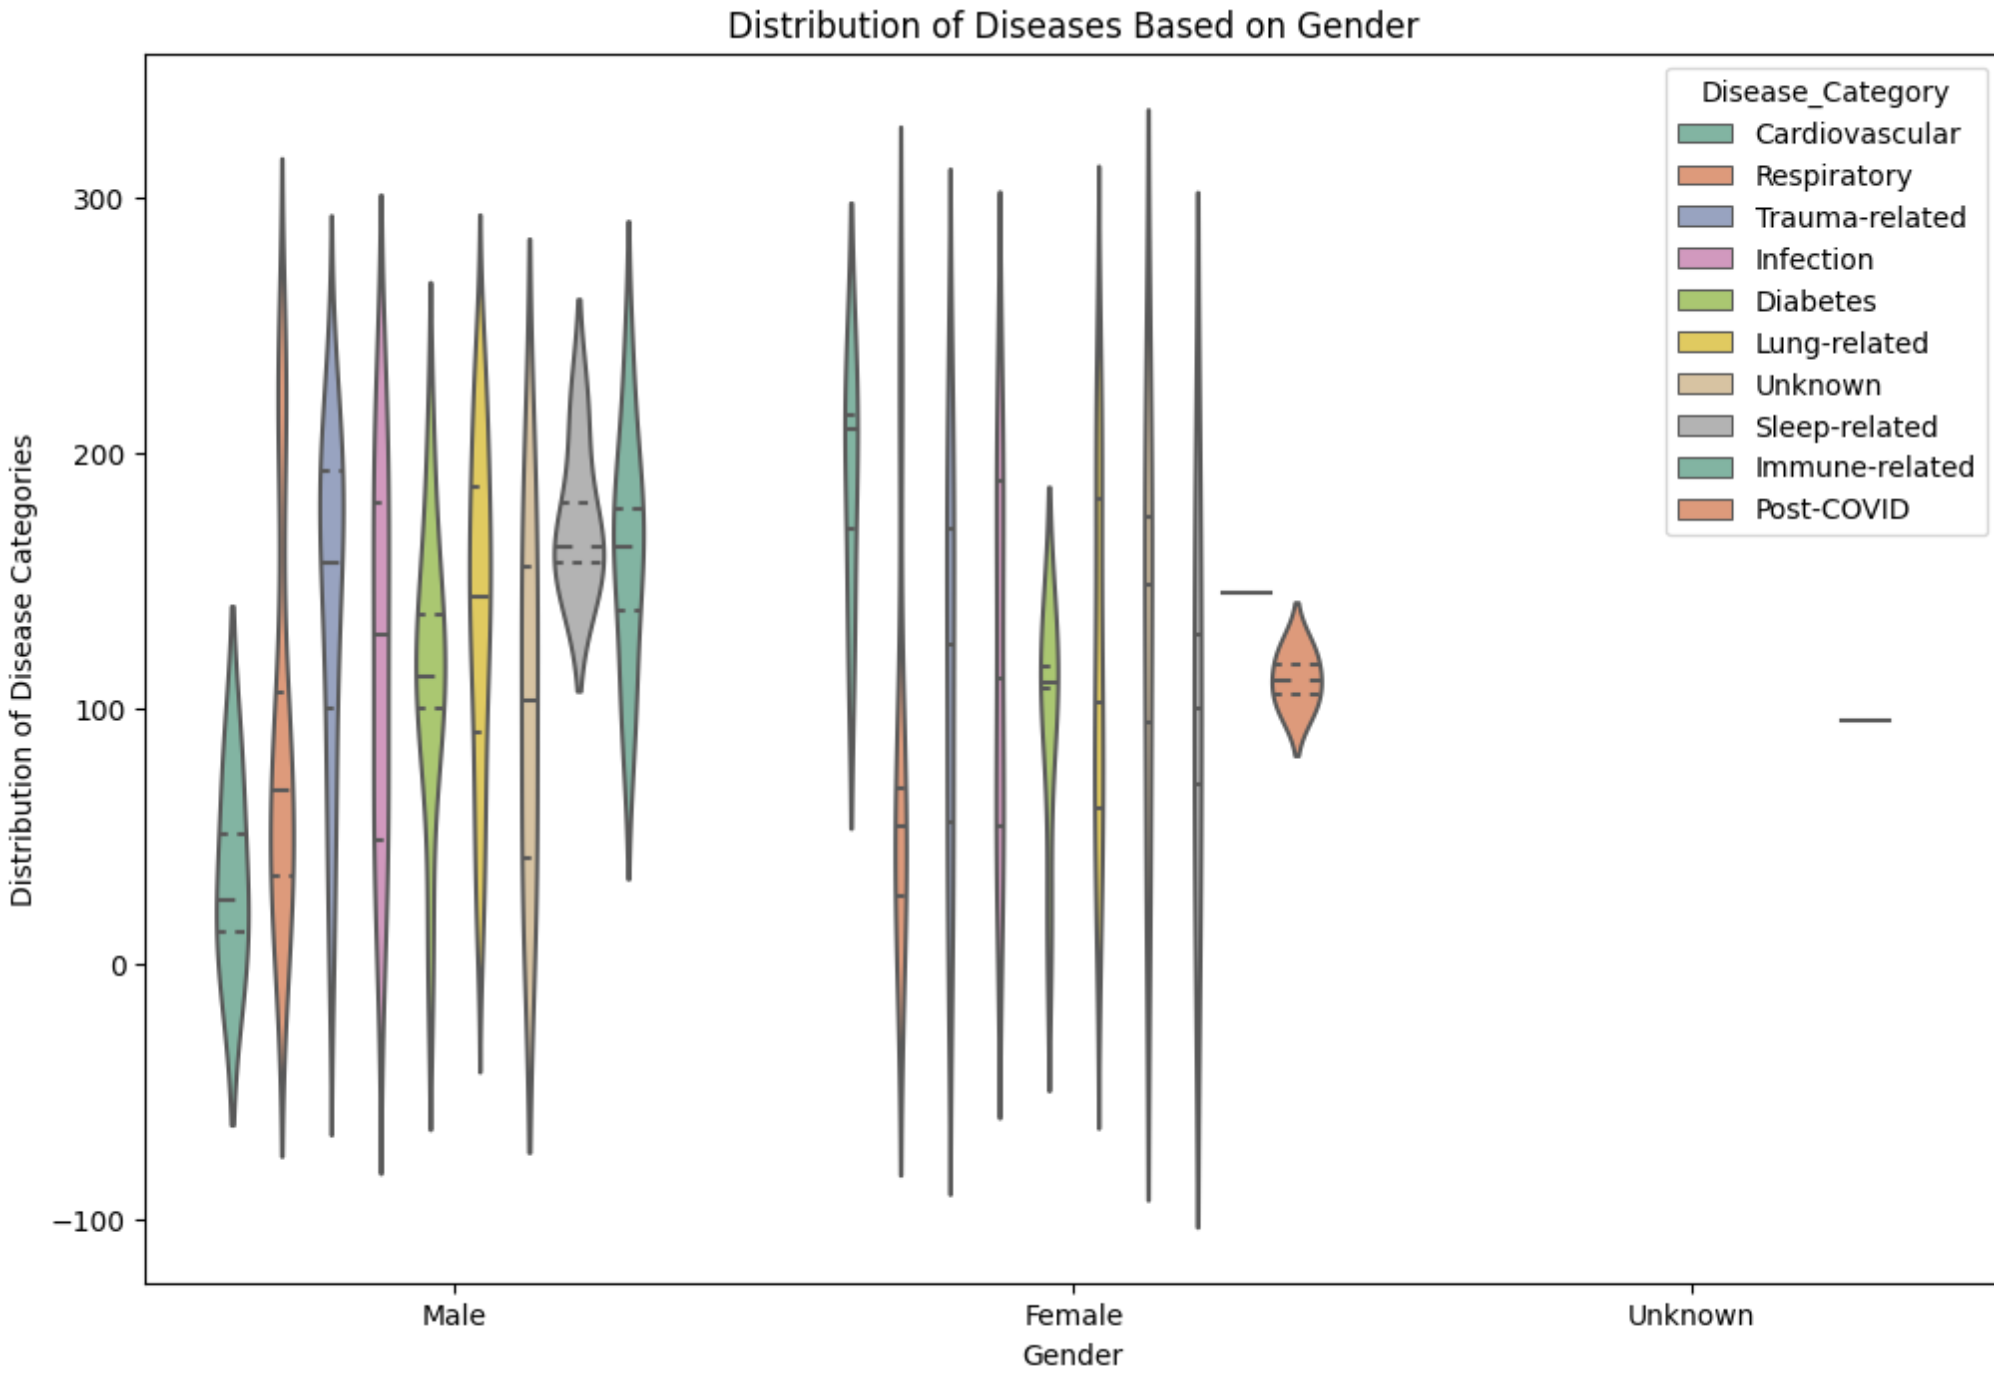 Distribution of Diseases Based on Gender
Disease_Category
Cardiovascular
Respiratory
Trauma-related
Infection
Diabetes
Lung-related
Unknown
Sleep-related
Immune-related
Post-COVID
Distribution of Disease Categories
300
200
100
0
−100
Male
Female
Unknown
Gender